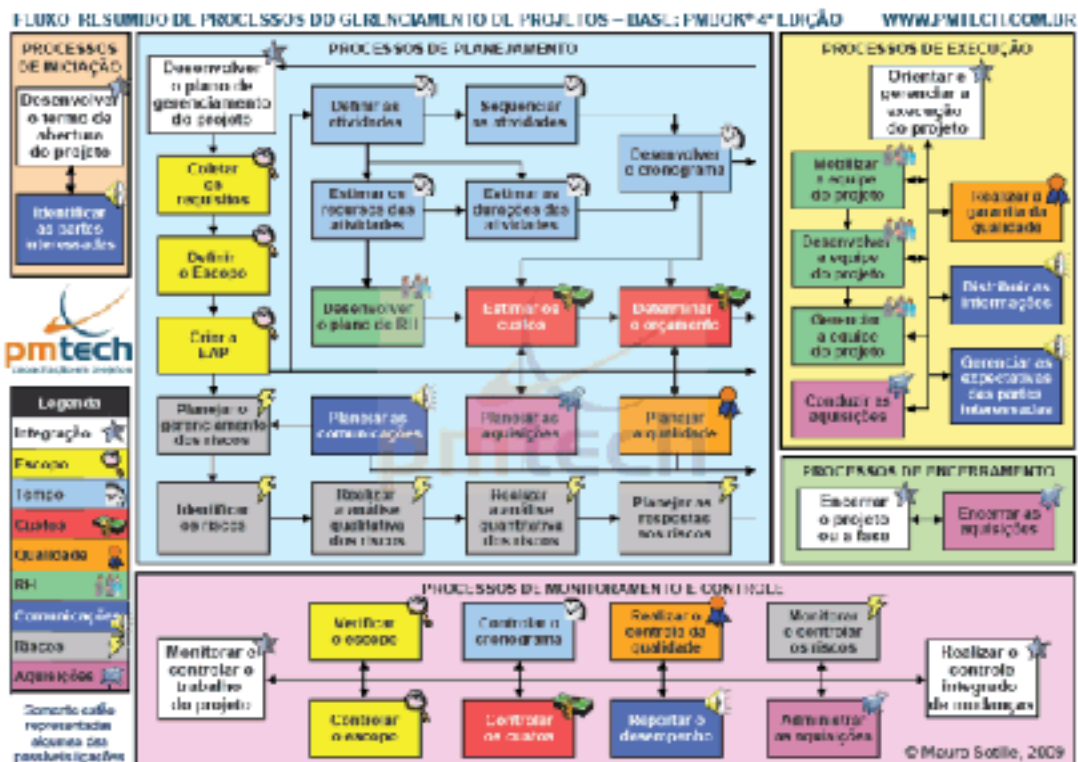 FLUXO RESUMIDO DE PROCESSOS DO GERENCIAMENTO DE PROJETOS – BASE: PMBOK® 4ª EDIÇÃO
WWW.PMTECH.COM.BR
PROCESSOS
DE INICIAÇÃO
Desenvolver
o termo de
abertura
do projeto
Identificar
as partes
interessadas
pmtech
Legenda
Integração
Escopo
Tempo
Custos
Qualidade
RH
Comunicações
Riscos
Aquisições
Somente estão
representadas
algumas das
possíveis ligações
PROCESSOS DE PLANEJAMENTO
Desenvolver
o plano de
gerenciamento
do projeto
Coletar
os
requisitos
Definir
o Escopo
Criar a
EAP
Planejar o
gerenciamento
dos riscos
Identificar
os riscos
Definir as
atividades
Sequenciar
as atividades
Desenvolver
o cronograma
Estimar os
recursos das
atividades
Estimar as
durações das
atividades
Desenvolver
o plano de RH
Estimar os
custos
Determinar
o orçamento
Planejar as
comunicações
Planejar as
aquisições
Planejar
a qualidade
pmtech
Realizar
a análise
qualitativa
dos riscos
Realizar
a análise
quantitativa
dos riscos
Planejar as
respostas
aos riscos
PROCESSOS DE EXECUÇÃO
Orientar e
gerenciar a
execução
do projeto
Mobilizar
a equipe
do projeto
Desenvolver
a equipe
do projeto
Gerenciar
a equipe
do projeto
Conduzir as
aquisições
Realizar a
garantia da
qualidade
Distribuir as
informações
Gerenciar as
expectativas
das partes
interessadas
PROCESSOS DE ENCERRAMENTO
Encerrar
o projeto
ou a fase
Encerrar as
aquisições
PROCESSOS DE MONITORAMENTO E CONTROLE
Monitorar e
controlar o
trabalho
do projeto
Verificar
o escopo
Controlar o
cronograma
Realizar o
controle da
qualidade
Monitorar
e controlar
os riscos
Controlar
o escopo
Controlar
os custos
Reportar o
desempenho
Administrar
as aquisições
Realizar o
controle
integrado
de mudanças
© Mauro Sotille, 2009